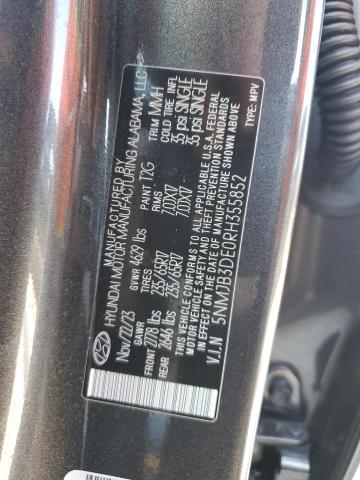 MANUFACTURED BY
HYUNDAI MOTOR MANUFACTURING ALABAMA, LLC
Nov/22/23 GVWR 4628 lbs PAINT T2G TRIM MMH
GAWR TIRES RIMS COLD TIRE INFL
FRONT 2778 lbs 235/65R17 7.0JX17 35 psi SINGLE
REAR 2646 lbs 235/65R17 7.0JX17 35 psi SINGLE
THIS VEHICLE CONFORMS TO ALL APPLICABLE U.S.A. FEDERAL
MOTOR VEHICLE SAFETY AND THEFT PREVENTION STANDARDS
IN EFFECT ON THE DATE OF MANUFACTURE SHOWN ABOVE.
V.I.N 5NMJB3DE0RH355852 TYPE: MPV